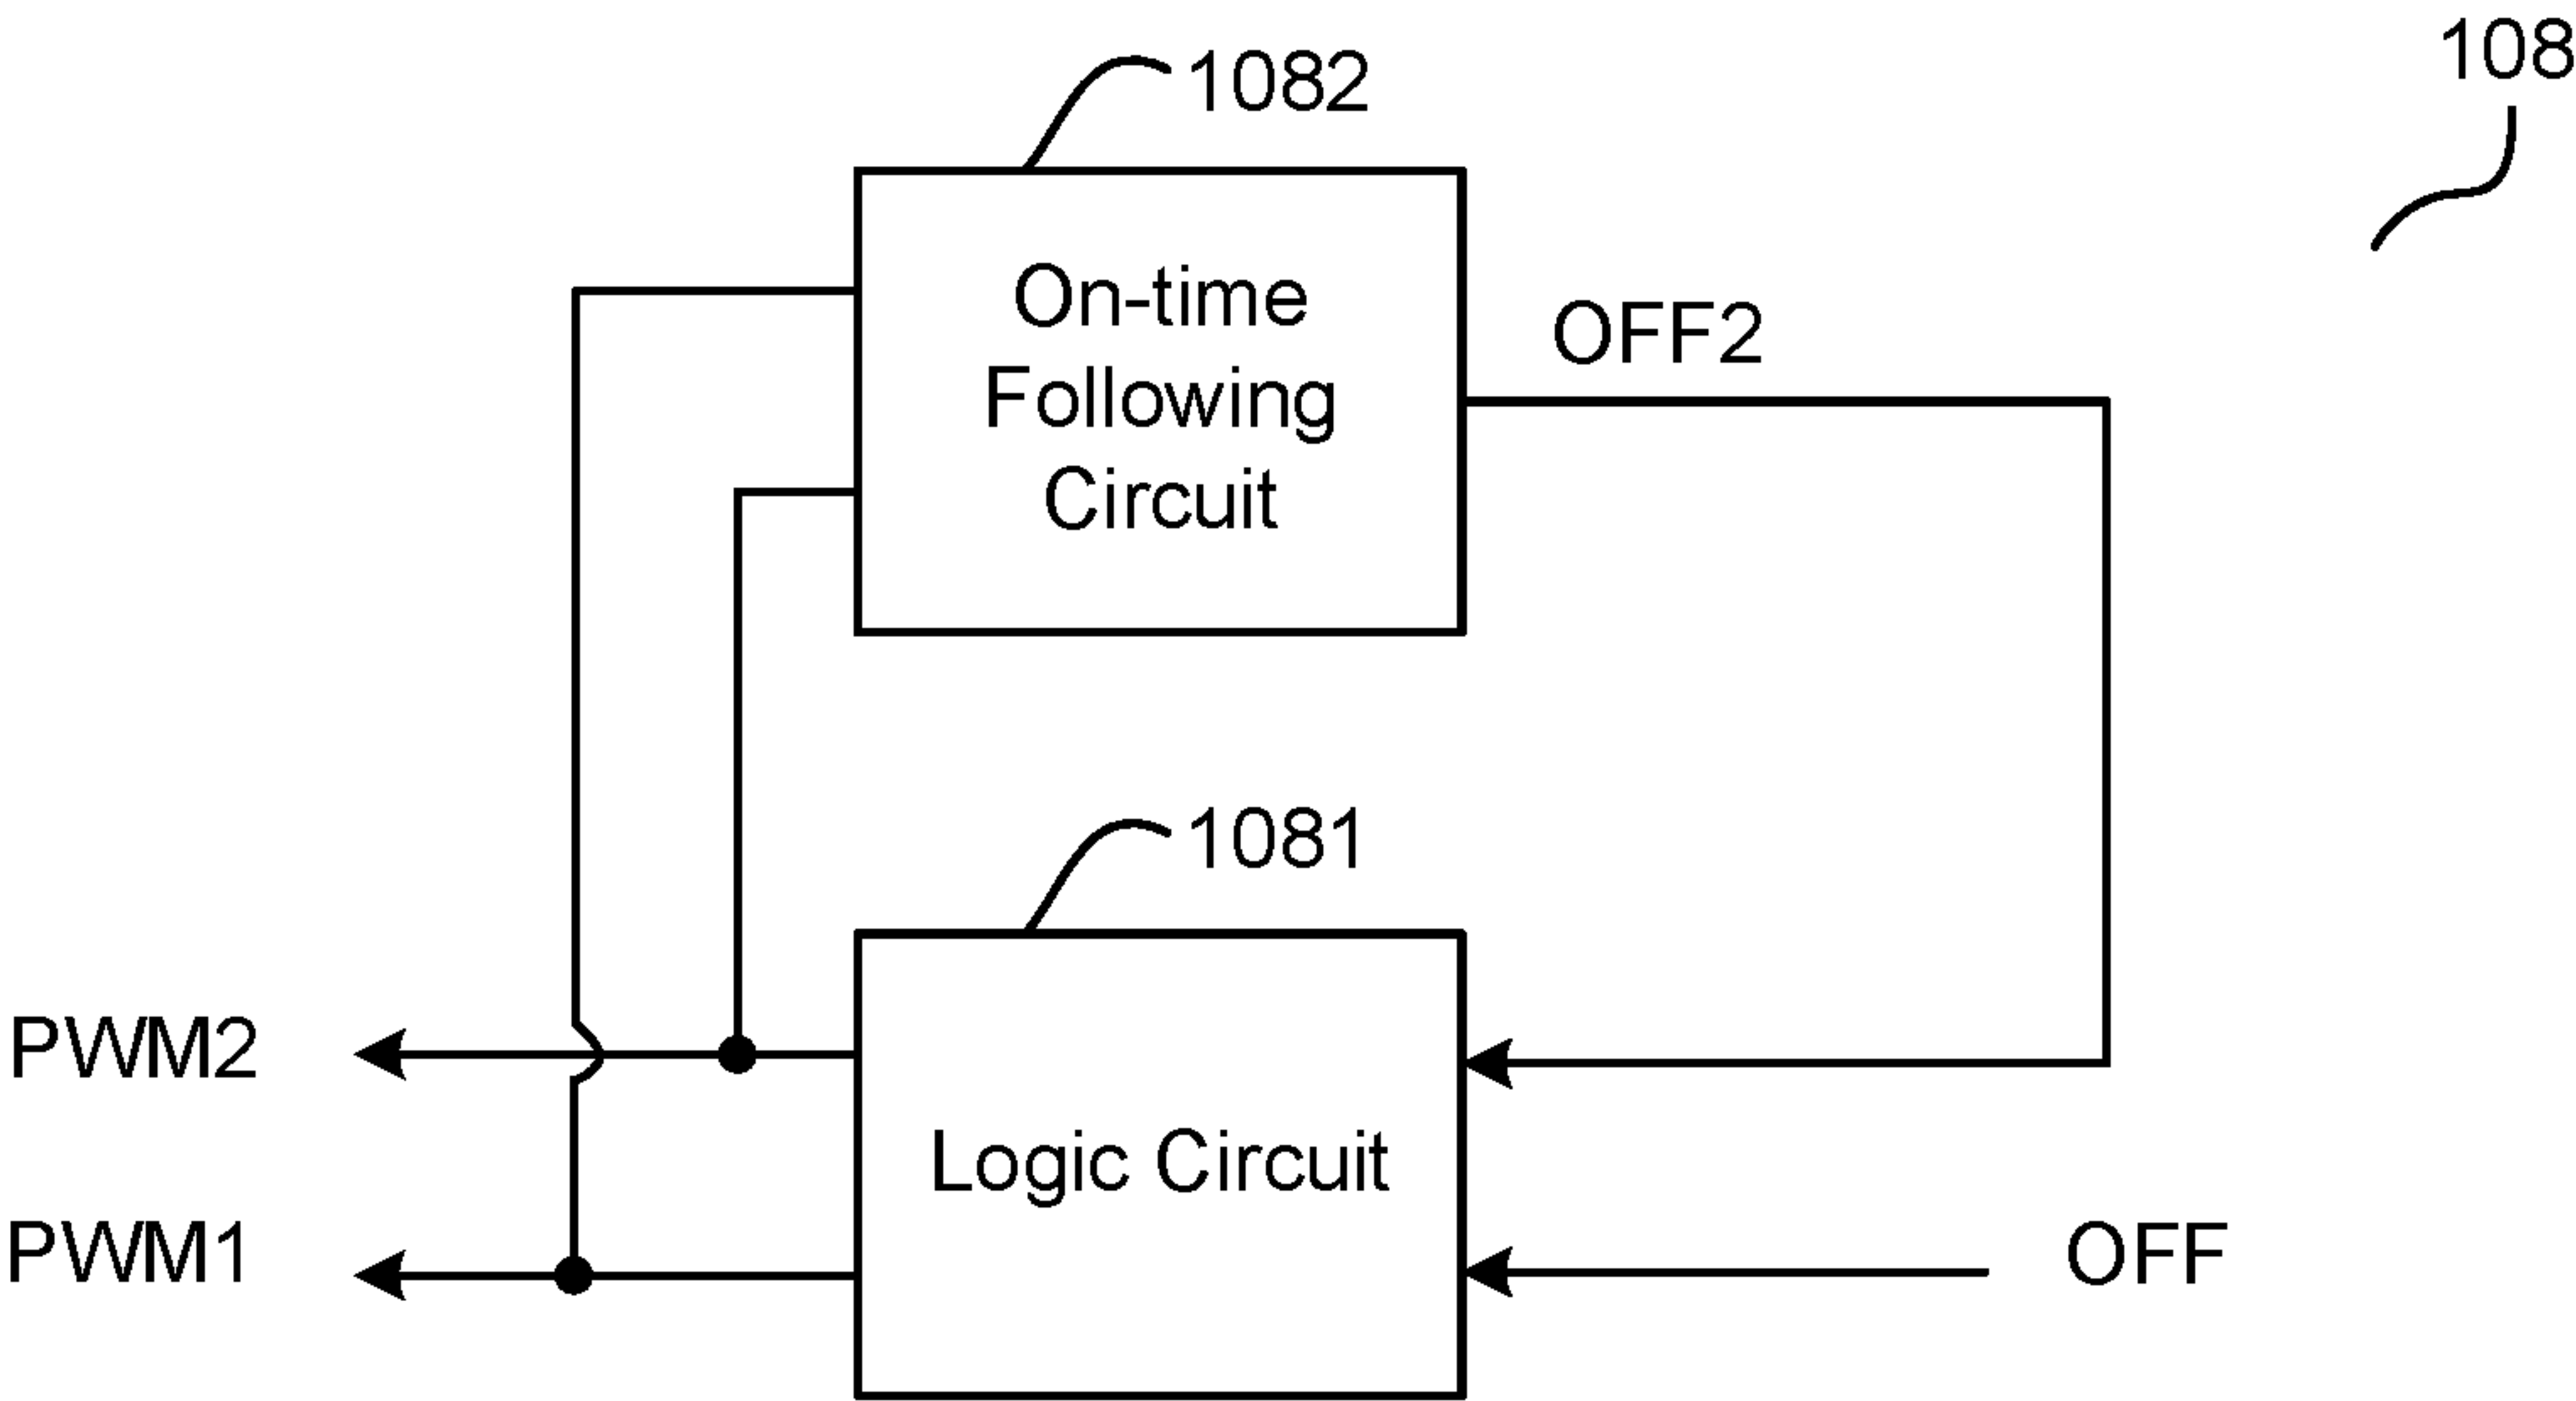 108
1082
On-time
Following
Circuit
OFF2
1081
Logic Circuit
PWM2
PWM1
OFF